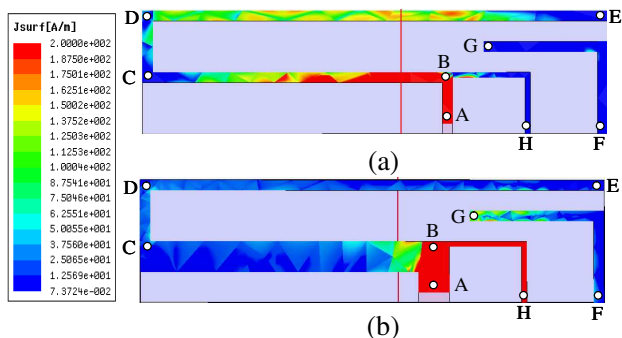 Jsurf[A/m]
2.0000e+002
1.8750e+002
1.7501e+002
1.6251e+002
1.5002e+002
1.3752e+002
1.2503e+002
1.1253e+002
1.0004e+002
8.7541e+001
7.5046e+001
6.2551e+001
5.0055e+001
3.7560e+001
2.5065e+001
1.2569e+001
7.3724e-002
D
E
G
C
B
A
H
F
(a)
D
E
G
C
B
A
H
F
(b)